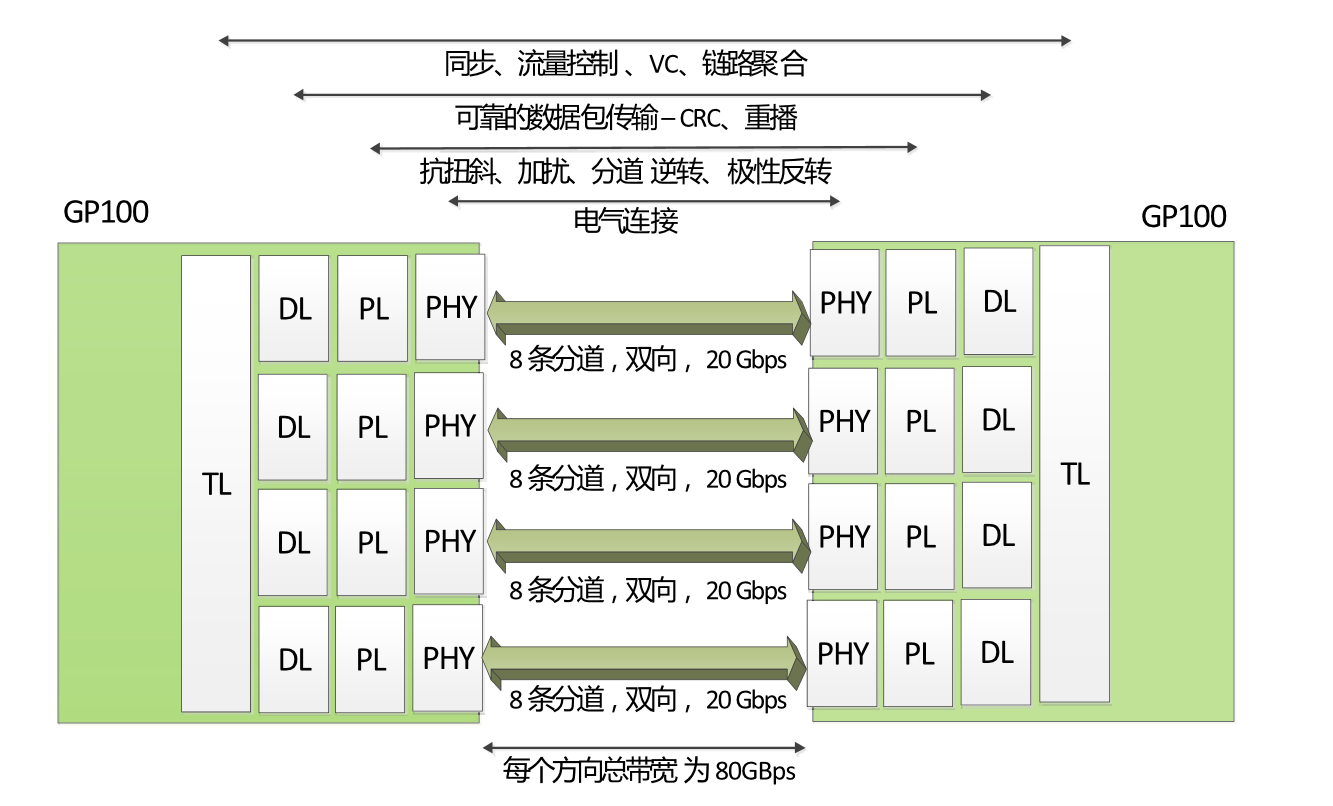 同步、流量控制、VC、链路聚合
可靠的数据包传输–CRC、重播
抗扭斜、加扰、分道 逆转、极性反转
电气连接
GP100
GP100
TL
DL PL PHY
PHY PL DL
8 条分道，双向， 20 Gbps
DL PL PHY
PHY PL DL
8 条分道，双向， 20 Gbps
TL
DL PL PHY
PHY PL DL
8 条分道，双向， 20 Gbps
DL PL PHY
PHY PL DL
8 条分道，双向， 20 Gbps
每个方向总带宽 为 80GBps